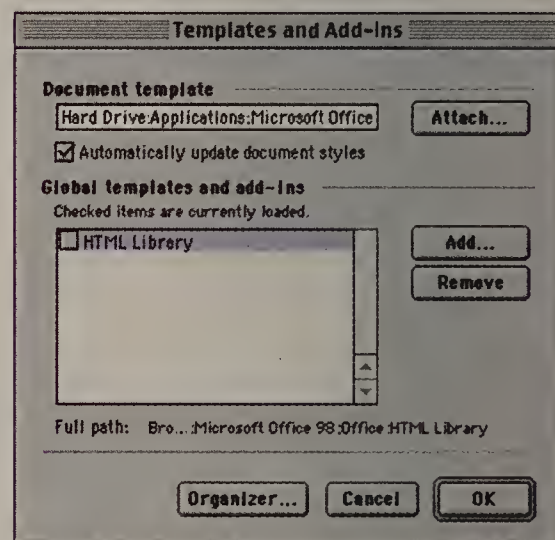 Templates and Add-Ins
Document template
Hard Drive:Applications:Microsoft Office
Attach...
Automatically update document styles
Global templates and add-ins
Checked items are currently loaded.
HTML Library
Add...
Remove
Full path: Bro...:Microsoft Office 98:Office:HTML Library
Organizer...
Cancel
OK